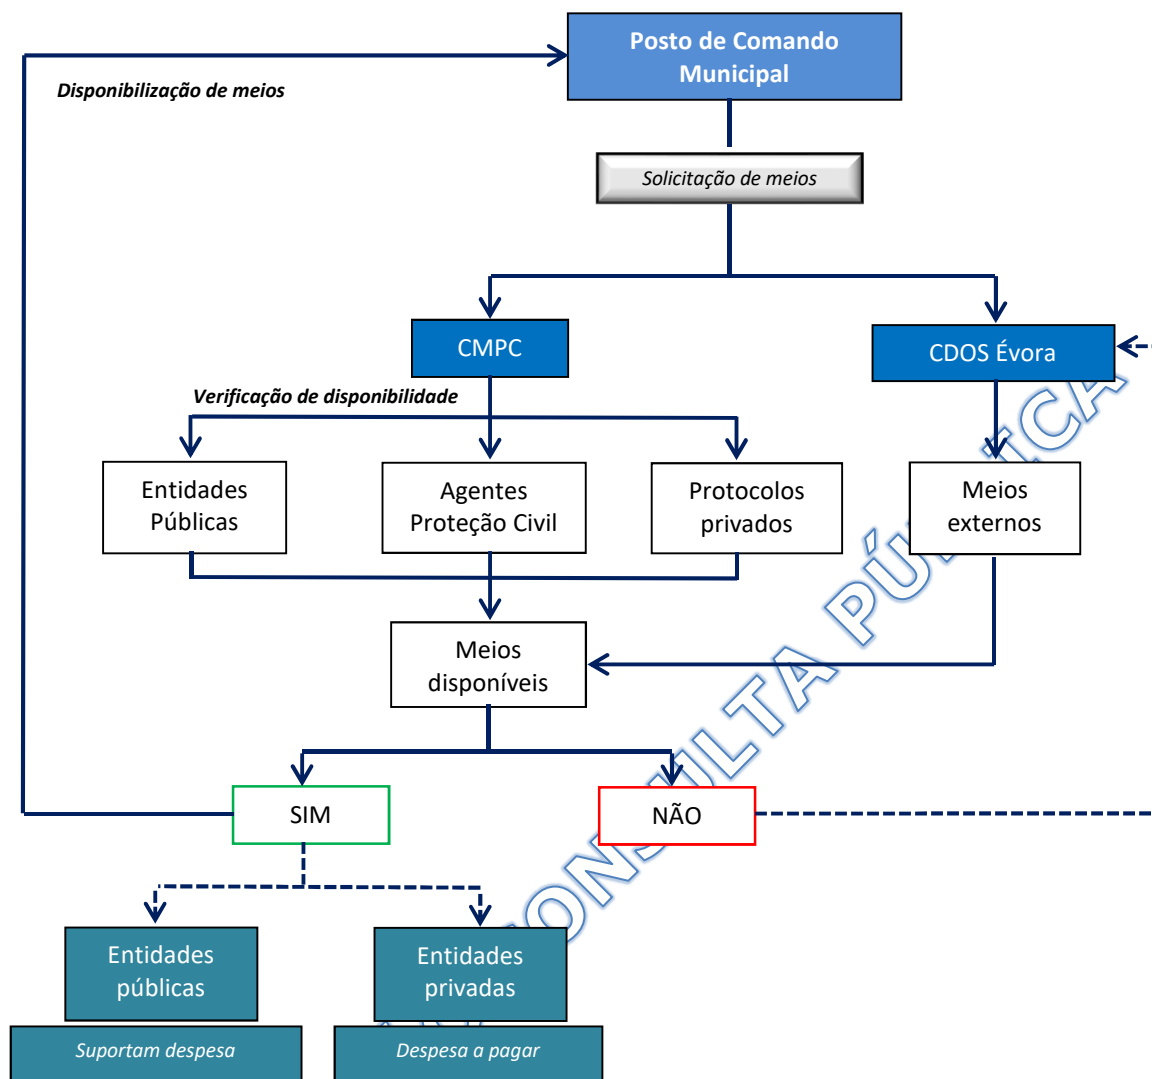 Posto de Comando
Municipal
Disponibilização de meios
Solicitação de meios
CMPC
CDOS Évora
Verificação de disponibilidade
Entidades
Públicas
Agentes
Proteção Civil
Protocolos
privados
Meios
externos
Meios
disponíveis
SIM
NÃO
Entidades
públicas
Entidades
privadas
Suportam despesa
Despesa a pagar